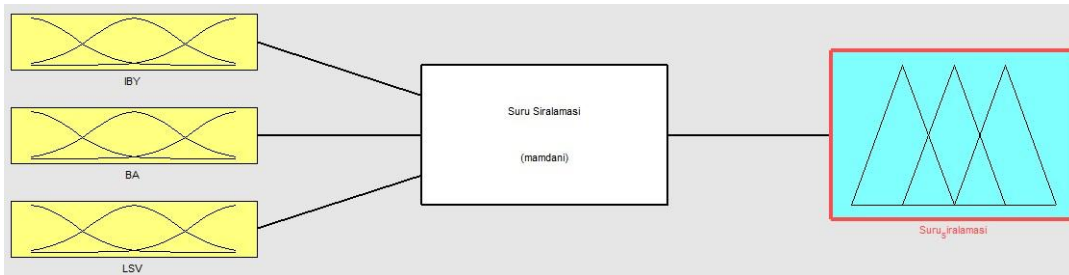 IBY
BA
LSV
Suru Siralamasi
(mamdani)
Suru_siralamasi